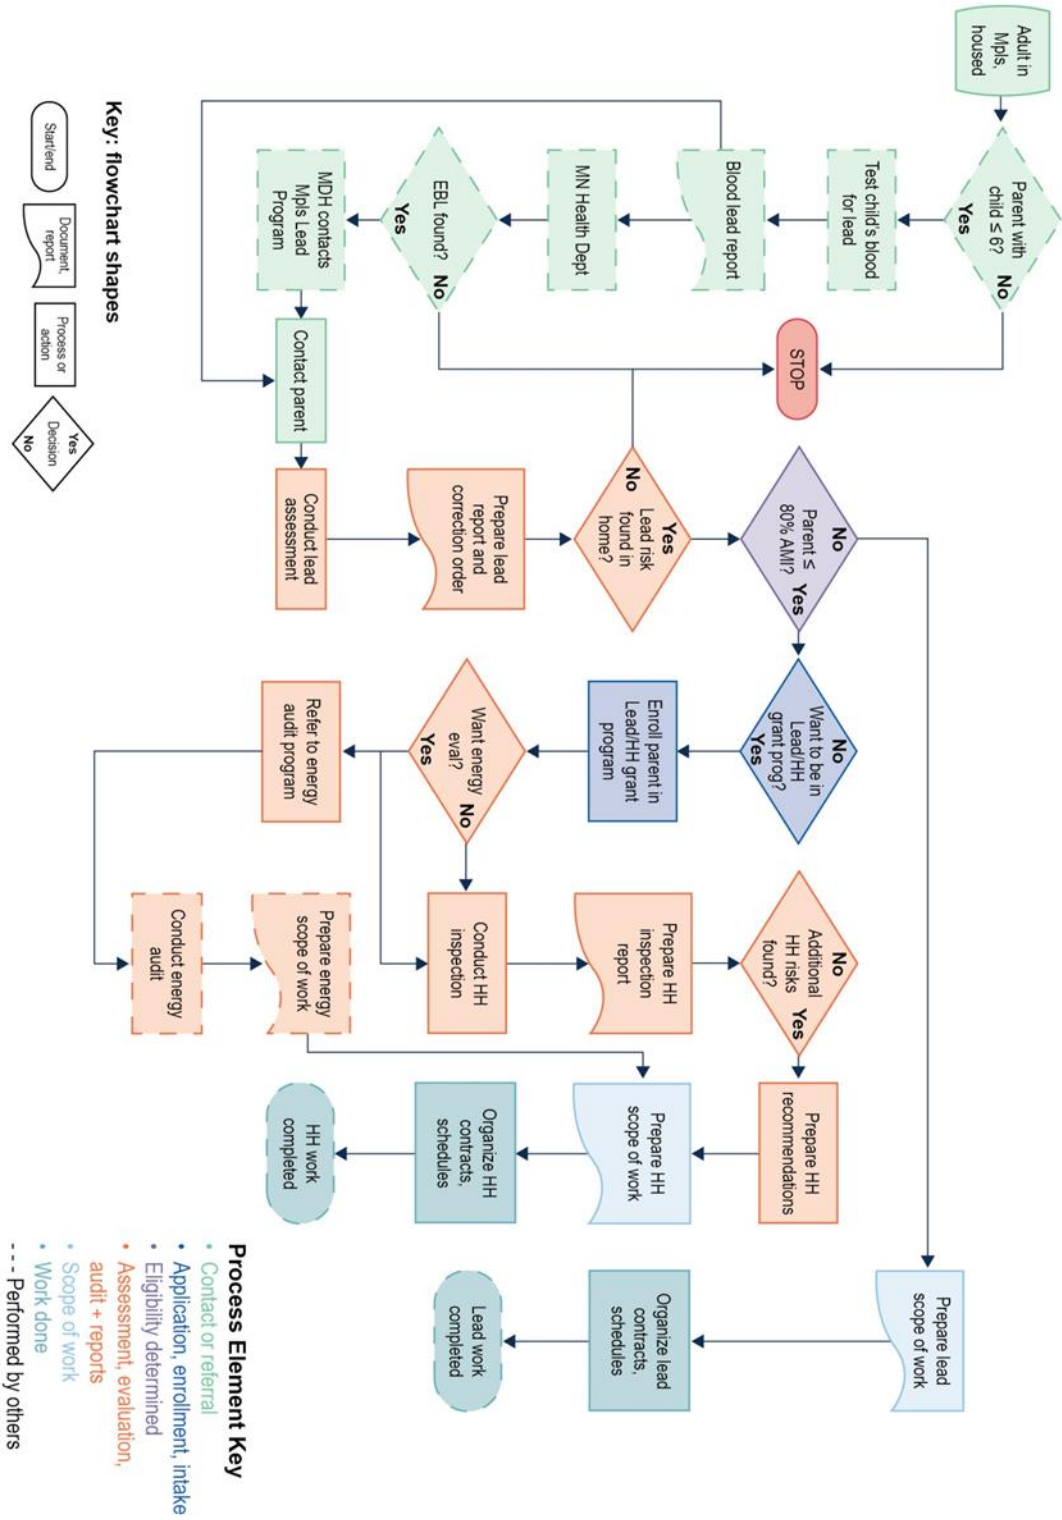 Adult in
Mpls,
housed
Parent with
child ≤ 6?
Yes
No
Test child's blood
for lead
Blood lead report
MN Health Dept
EBL found?
Yes
No
MDH contacts
Mpls Lead
Program
STOP
Contact parent
Conduct lead
assessment
Prepare lead
report and
correction order
Yes
Lead risk
found in
home?
No
No
Parent ≤
80% AMI?
Yes
No
Want to be in
Lead/HH
grant prog?
Yes
Enroll parent in
Lead/HH grant
program
Want energy
eval?
Yes
No
Refer to energy
audit program
No
Additional
HH risks
found?
Yes
Prepare HH
inspection
report
Conduct HH
inspection
Prepare energy
scope of work
Conduct energy
audit
Prepare HH
recommendations
Prepare HH
scope of work
Organize HH
contracts,
schedules
HH work
completed
Prepare lead
scope of work
Organize lead
contracts,
schedules
Lead work
completed
Key: flowchart shapes
Start/end
Document,
report
Process or
action
Yes
Decision
No
Process Element Key
• Contact or referral
• Application, enrollment, intake
• Eligibility determined
• Assessment, evaluation,
audit + reports
• Scope of work
• Work done
- - - Performed by others